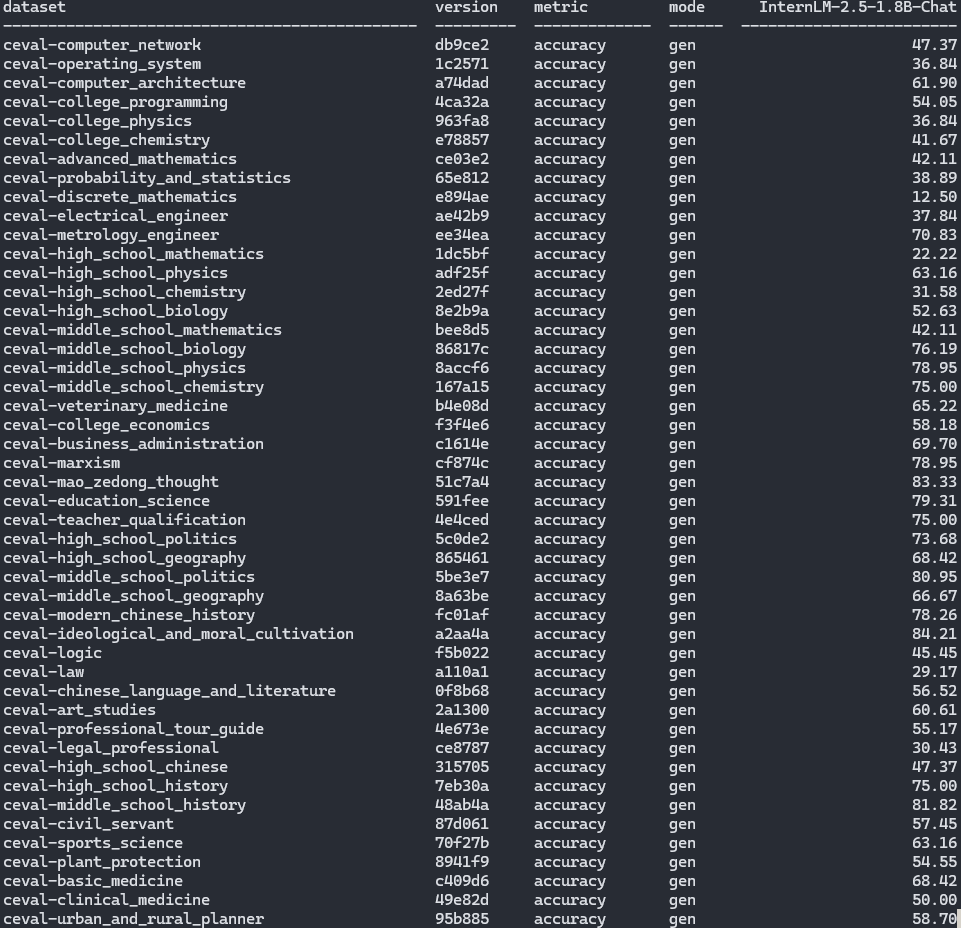 dataset version metric mode InternLM-2.5-1.8B-Chat
ceval-computer_network db9ce2 accuracy gen 47.37
ceval-operating_system 1c2571 accuracy gen 36.84
ceval-computer_architecture a74dad accuracy gen 61.90
ceval-college_programming 4ca32a accuracy gen 54.05
ceval-college_physics 963fa8 accuracy gen 36.84
ceval-college_chemistry e78857 accuracy gen 41.67
ceval-advanced_mathematics ce03e2 accuracy gen 42.11
ceval-probability_and_statistics 65e812 accuracy gen 38.89
ceval-discrete_mathematics e894ae accuracy gen 12.50
ceval-electrical_engineer ae42b9 accuracy gen 37.84
ceval-metrology_engineer ee34ea accuracy gen 70.83
ceval-high_school_mathematics 1dc5bf accuracy gen 22.22
ceval-high_school_physics adf25f accuracy gen 63.16
ceval-high_school_chemistry 2ed27f accuracy gen 31.58
ceval-high_school_biology 8e2b9a accuracy gen 52.63
ceval-middle_school_mathematics bee8d5 accuracy gen 42.11
ceval-middle_school_biology 86817c accuracy gen 76.19
ceval-middle_school_physics 8accf6 accuracy gen 78.95
ceval-middle_school_chemistry 167a15 accuracy gen 75.00
ceval-veterinary_medicine b4e08d accuracy gen 65.22
ceval-college_economics f3f4e6 accuracy gen 58.18
ceval-business_administration c1614e accuracy gen 69.70
ceval-marxism cf874c accuracy gen 78.95
ceval-mao_zedong_thought 51c7a4 accuracy gen 83.33
ceval-education_science 591fee accuracy gen 79.31
ceval-teacher_qualification 4e4ced accuracy gen 75.00
ceval-high_school_politics 5c0de2 accuracy gen 73.68
ceval-high_school_geography 865461 accuracy gen 68.42
ceval-middle_school_politics 5be3e7 accuracy gen 80.95
ceval-middle_school_geography 8a63be accuracy gen 66.67
ceval-modern_chinese_history fc01af accuracy gen 78.26
ceval-ideological_and_moral_cultivation a2aa4a accuracy gen 84.21
ceval-logic f5b022 accuracy gen 45.45
ceval-law a110a1 accuracy gen 29.17
ceval-chinese_language_and_literature 0f8b68 accuracy gen 56.52
ceval-art_studies 2a1300 accuracy gen 60.61
ceval-professional_tour_guide 4e673e accuracy gen 55.17
ceval-legal_professional ce8787 accuracy gen 30.43
ceval-high_school_chinese 315705 accuracy gen 47.37
ceval-high_school_history 7eb30a accuracy gen 75.00
ceval-middle_school_history 48ab4a accuracy gen 81.82
ceval-civil_servant 87d061 accuracy gen 57.45
ceval-sports_science 70f27b accuracy gen 63.16
ceval-plant_protection 8941f9 accuracy gen 54.55
ceval-basic_medicine c409d6 accuracy gen 68.42
ceval-clinical_medicine 49e82d accuracy gen 50.00
ceval-urban_and_rural_planner 95b885 accuracy gen 58.70